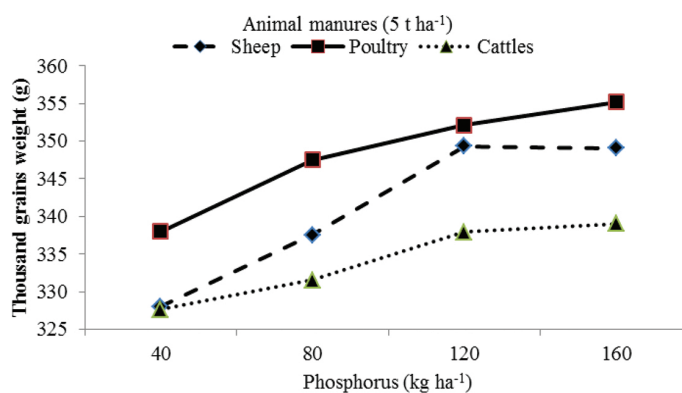 Animal manures (5 t ha-1)
Sheep Poultry Cattles
360
355
350
345
340
335
330
325
Thousand grains weight (g)
40 80 120 160
Phosphorus (kg ha-1)